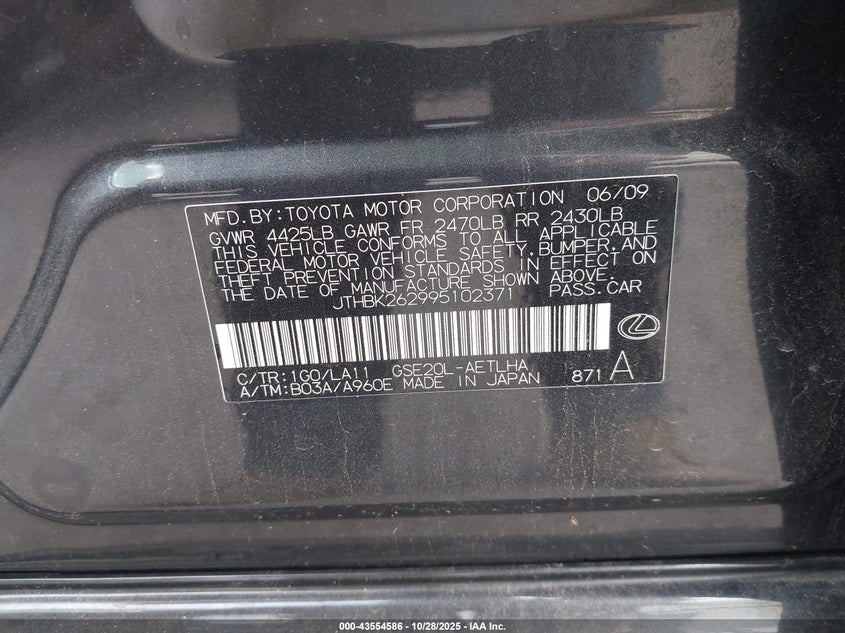 MFD.BY:TOYOTA MOTOR CORPORATION 06/09
GVWR 4425LB GAWR FR 2470LB RR 2430LB
THIS VEHICLE CONFORMS TO ALL APPLICABLE
FEDERAL MOTOR VEHICLE SAFETY,BUMPER,AND
THEFT PREVENTION STANDARDS IN EFFECT ON
THE DATE OF MANUFACTURE SHOWN ABOVE.
JTHBK262995102371 PASS.CAR
C/TR:1G0/LA11 GSE20L-AETLHA
A/TM:B03A/A960E MADE IN JAPAN 871 A
000-43554586 - 10/28/2025 - IAA Inc.